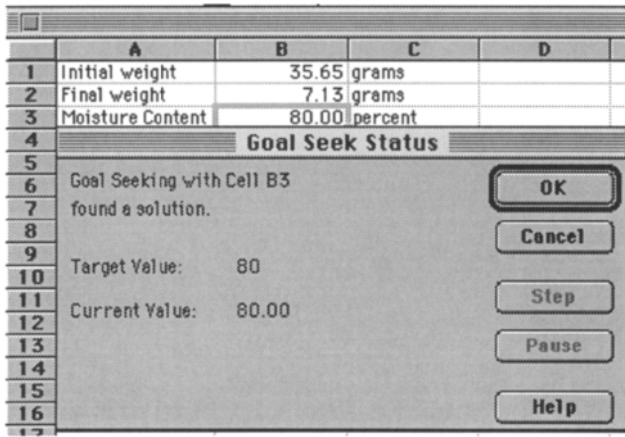 A B C D
1 Initial weight 35.65 grams
2 Final weight 7.13 grams
3 Moisture Content 80.00 percent
4 Goal Seek Status
5
6 Goal Seeking with Cell B3 OK
7 found a solution.
8 Cancel
9
10 Target Value: 80
11 Step
12 Current Value: 80.00
13 Pause
14
15
16 Help
17